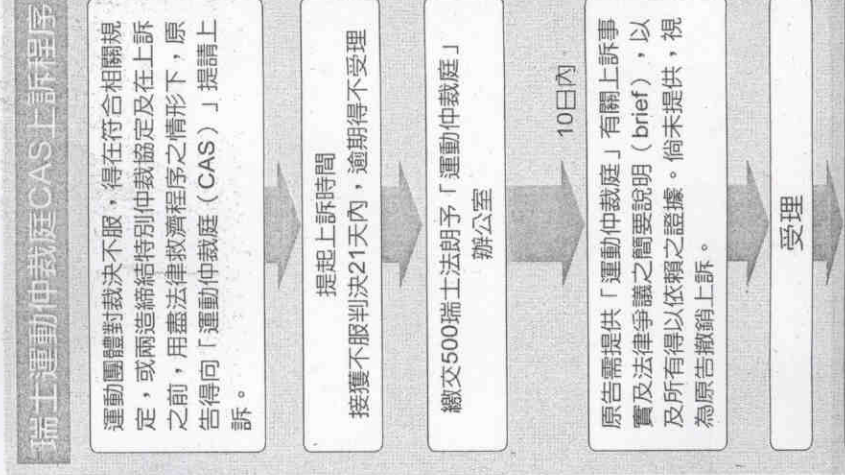 瑞士運動仲裁庭CAS上訴程序
運動團體對裁決不服，得在符合相關規
定，或兩造締結特別仲裁協定及在上訴
之前，用盡法律救濟程序之情形下，原
告得向「運動仲裁庭（CAS）」提請上
訴。
提起上訴時間
接獲不服判決21天內，逾期得不受理
繳交500瑞士法朗予「運動仲裁庭」
辦公室
10日內
原告需提供「運動仲裁庭」有關上訴事
實及法律爭議之簡要說明（brief），以
及所有得以依賴之證據。倘未提供，視
為原告撤銷上訴。
受理